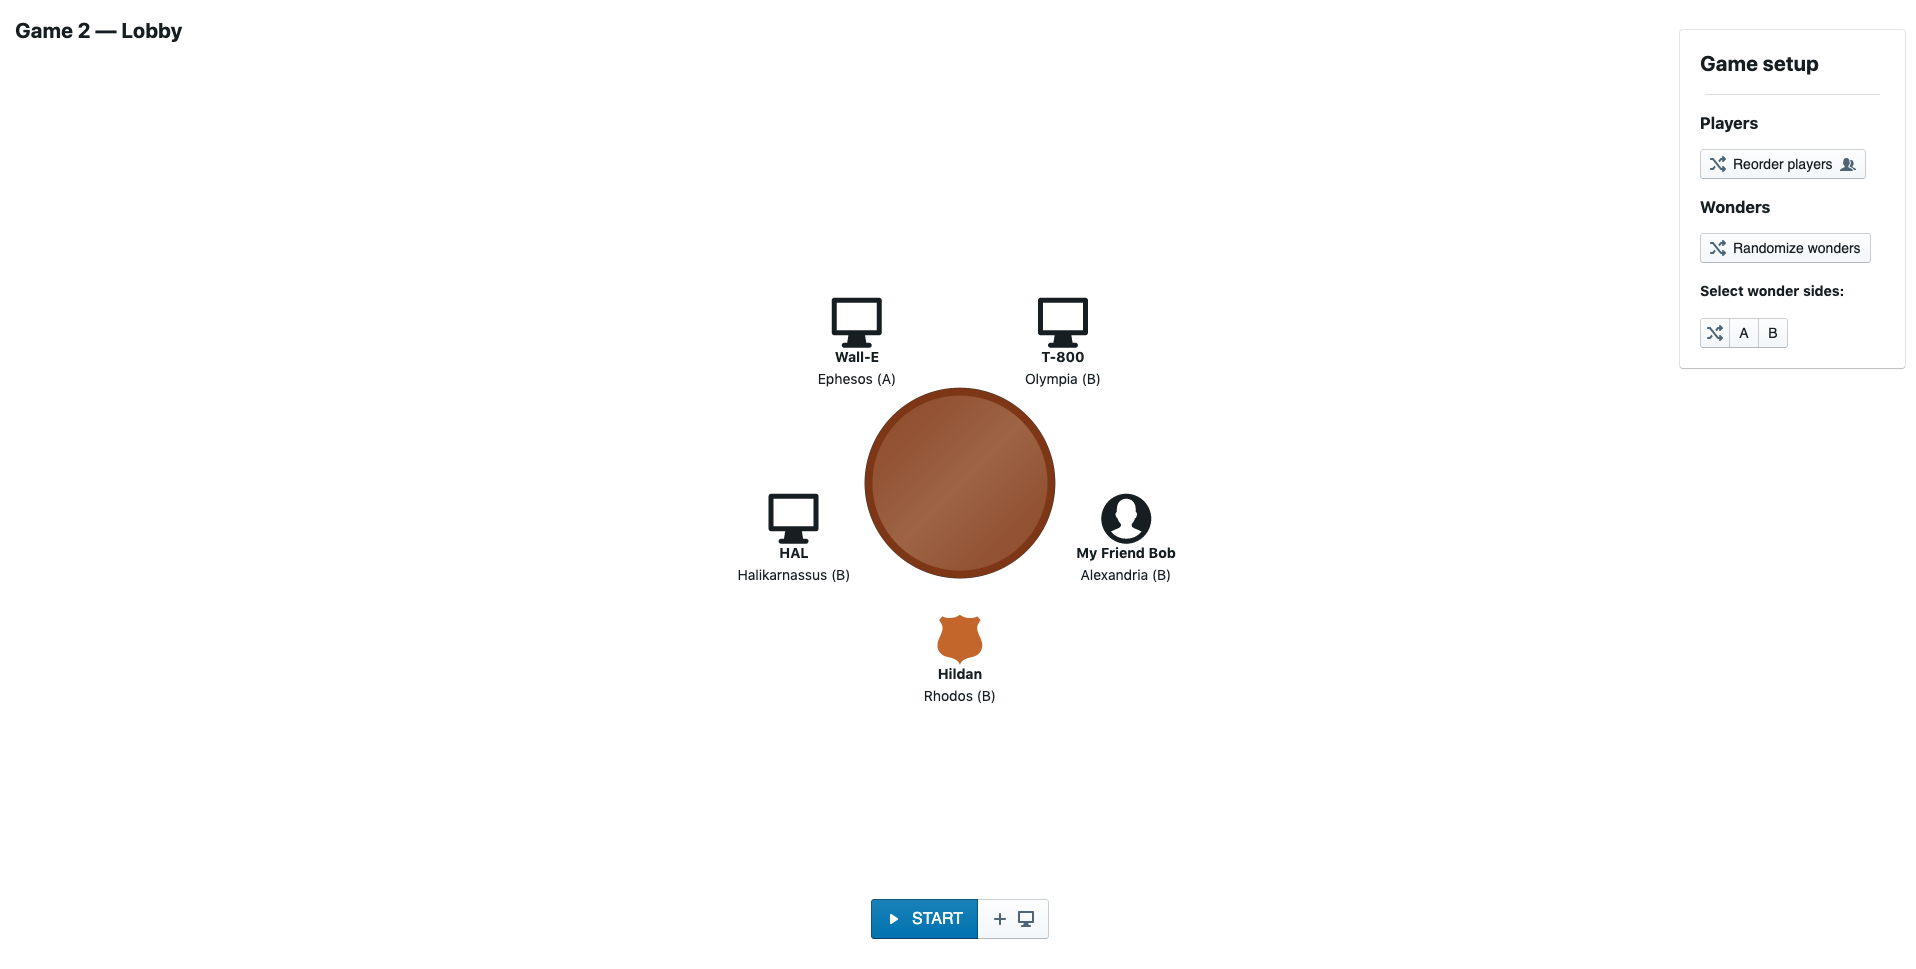 Game 2 — Lobby
Game setup
Players
Reorder players
Wonders
Randomize wonders
Select wonder sides:
A
B
Wall-E
Ephesos (A)
T-800
Olympia (B)
HAL
Halikarnassus (B)
My Friend Bob
Alexandria (B)
Hildan
Rhodos (B)
START